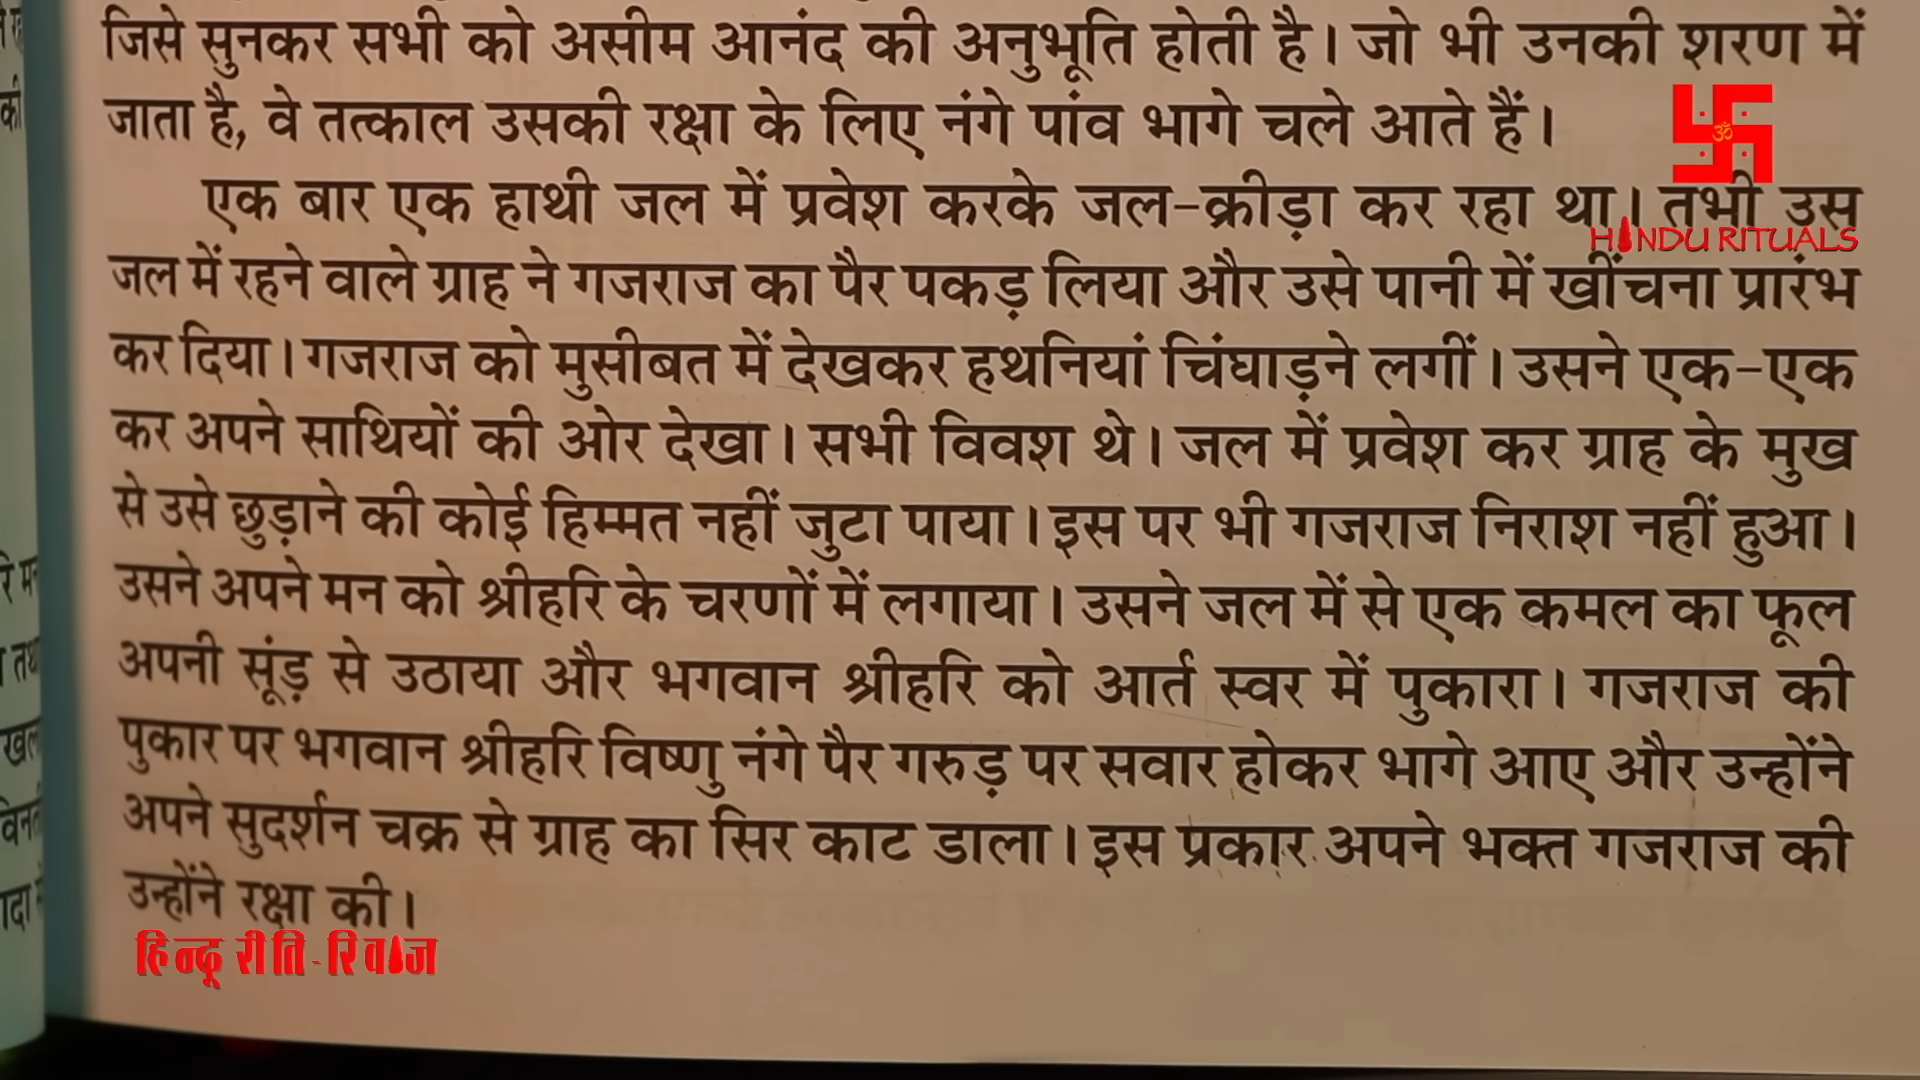 जिसे सुनकर सभी को असीम आनंद की अनुभूति होती है। जो भी उनकी शरण में
जाता है, वे तत्काल उसकी रक्षा के लिए नंगे पांव भागे चले आते हैं।
एक बार एक हाथी जल में प्रवेश करके जल-क्रीड़ा कर रहा था। तभी उस
HINDU RITUALS
जल में रहने वाले ग्राह ने गजराज का पैर पकड़ लिया और उसे पानी में खींचना प्रारंभ
कर दिया। गजराज को मुसीबत में देखकर हथनियां चिंघाड़ने लगीं। उसने एक-एक
कर अपने साथियों की ओर देखा। सभी विवश थे। जल में प्रवेश कर ग्राह के मुख
से उसे छुड़ाने की कोई हिम्मत नहीं जुटा पाया। इस पर भी गजराज निराश नहीं हुआ।
उसने अपने मन को श्रीहरि के चरणों में लगाया। उसने जल में से एक कमल का फूल
अपनी सूंड़ से उठाया और भगवान श्रीहरि को आर्त स्वर में पुकारा। गजराज की
पुकार पर भगवान श्रीहरि विष्णु नंगे पैर गरुड़ पर सवार होकर भागे आए और उन्होंने
अपने सुदर्शन चक्र से ग्राह का सिर काट डाला। इस प्रकार अपने भक्त गजराज की
उन्होंने रक्षा की।
हिन्दू रीति-रिवाज